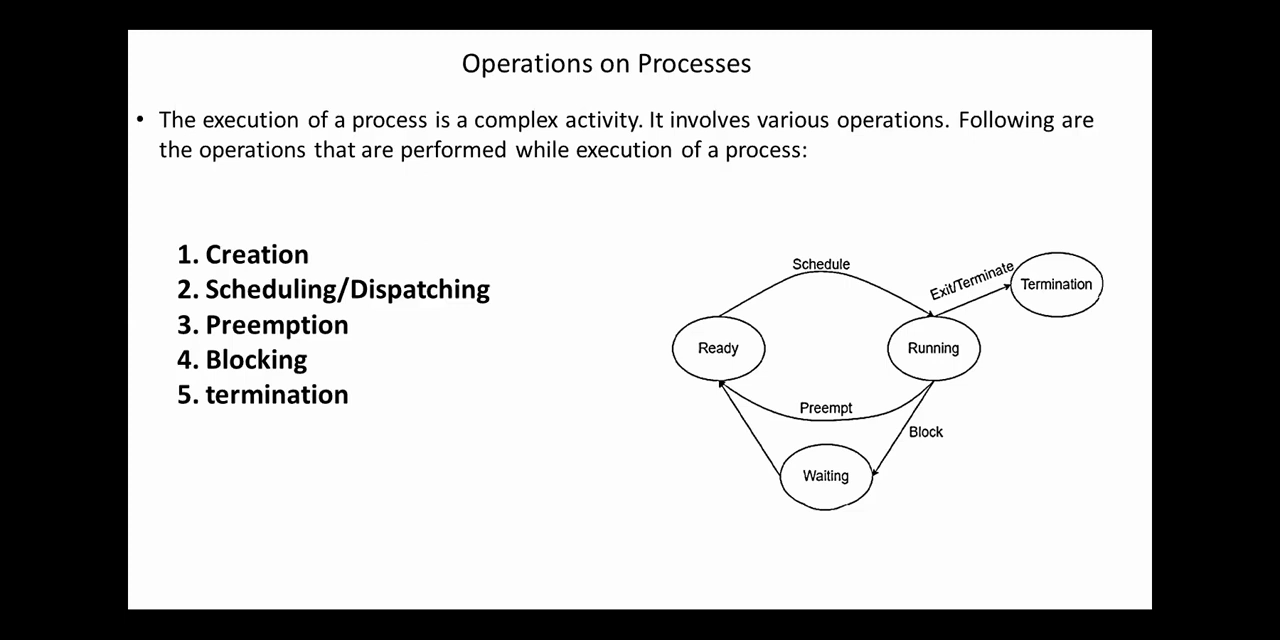 Operations on Processes
• The execution of a process is a complex activity. It involves various operations. Following are
the operations that are performed while execution of a process:
1. Creation
2. Scheduling/Dispatching
3. Preemption
4. Blocking
5. termination
Schedule
Exit/Terminate
Termination
Ready
Running
Preempt
Block
Waiting